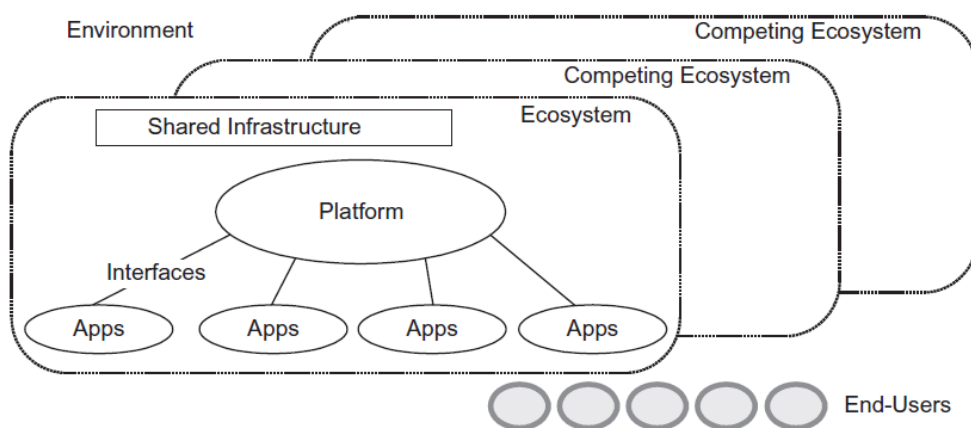 Environment
Competing Ecosystem
Competing Ecosystem
Ecosystem
Shared Infrastructure
Platform
Interfaces
Apps
Apps
Apps
Apps
End-Users